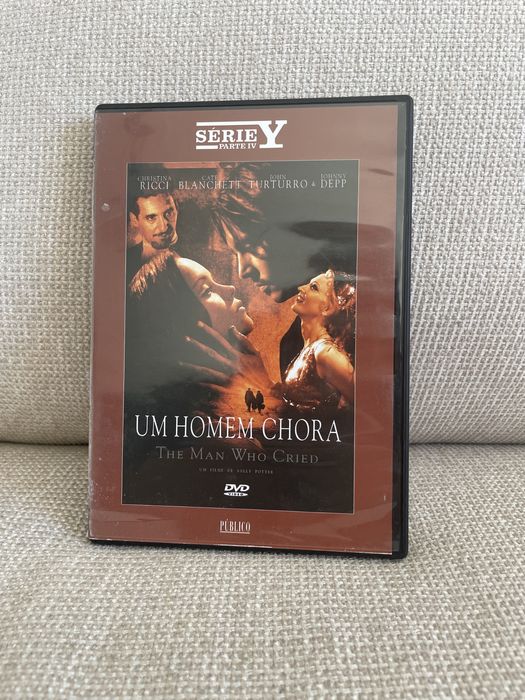 SÉRIE Y
PARTE IV
CHRISTINA CATE JOHN JOHNNY
RICCI BLANCHETT TURTURRO & DEPP
UM HOMEM CHORA
THE MAN WHO CRIED
UM FILME DE SALLY POTTER
DVD
VIDEO
PÚBLICO